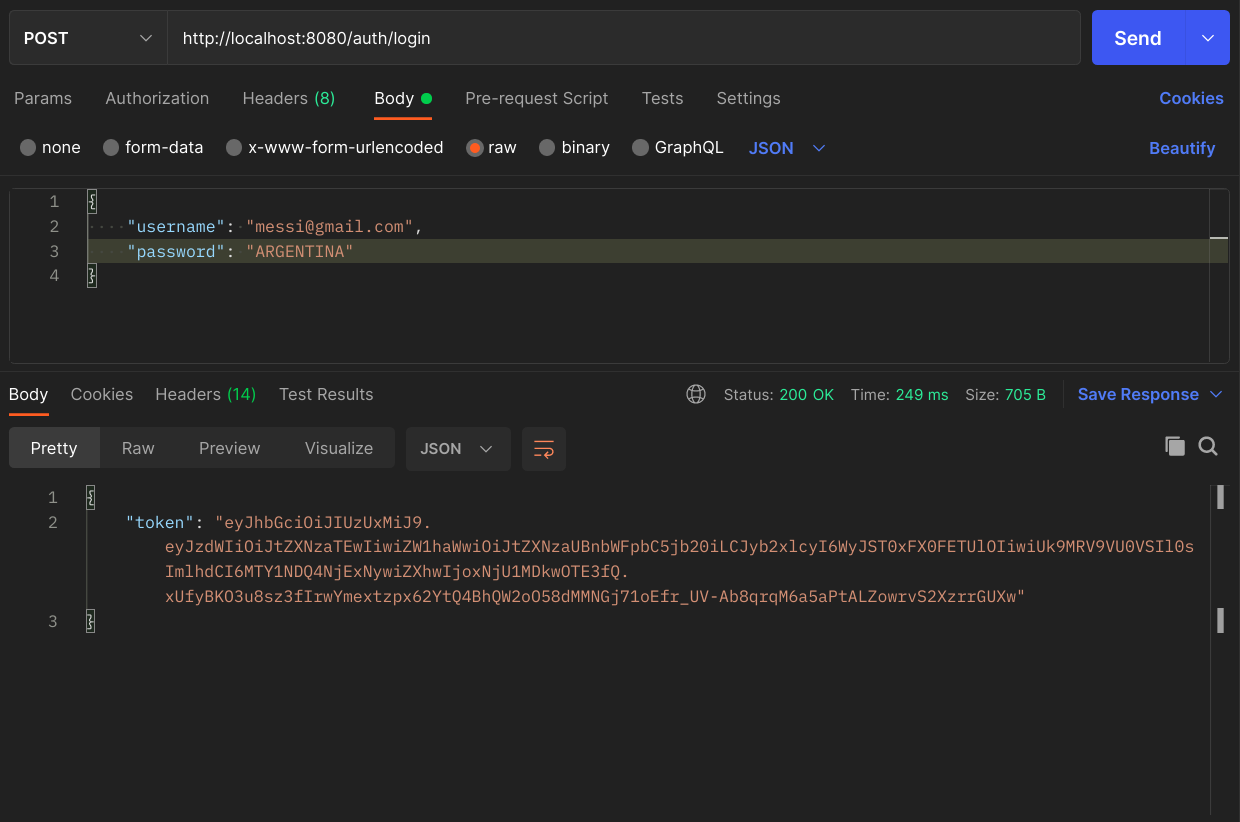 POST http://localhost:8080/auth/login Send
Params Authorization Headers (8) Body Pre-request Script Tests Settings Cookies
none form-data x-www-form-urlencoded raw binary GraphQL JSON Beautify
1 {
2 "username": "messi@gmail.com",
3 "password": "ARGENTINA"
4 }
Body Cookies Headers (14) Test Results Status: 200 OK Time: 249 ms Size: 705 B Save Response
Pretty Raw Preview Visualize JSON
1 {
2 "token": "eyJhbGciOiJIUzUxMiJ9.
eyJzdWIiOiJtZXNzaTEwIiwiZW1haWwiOiJtZXNzaUBnbWFpbC5jb20iLCJyb2xlcyI6WyJST0xFX0FETUlOIiwiUk9MRV9VU0VSIl0s
ImlhdCI6MTY1NDQ4NjExNywiZXhwIjoxNjU1MDkwOTE3fQ.
xUfyBKO3u8sz3fIrwYmextzpx62YtQ4BhQW2oO58dMMNGj71oEfr_UV-Ab8qrqM6a5aPtALZowrvS2XzrrGUXw"
3 }